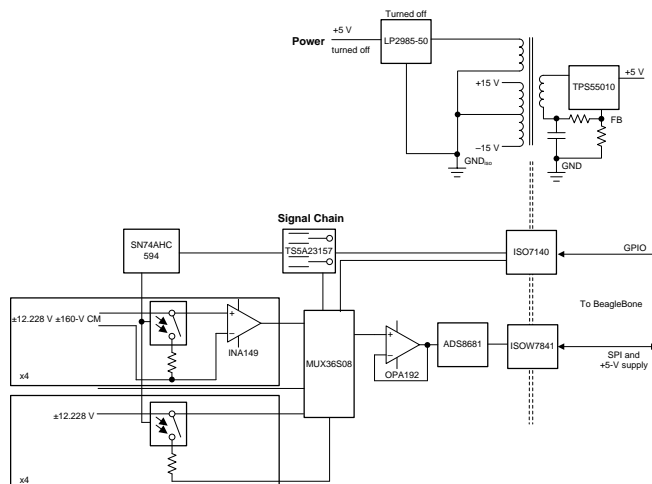 Turned off
Power
+5 V
turned off
LP2985-50
+15 V
–15 V
GNDiso
TPS55010
+5 V
FB
GND
Signal Chain
SN74AHC
594
TS5A23157
ISO7140
GPIO
To BeagleBone
±12.228 V ±160-V CM
INA149
x4
MUX36S08
OPA192
ADS8681
ISOW7841
SPI and
+5-V supply
±12.228 V
x4